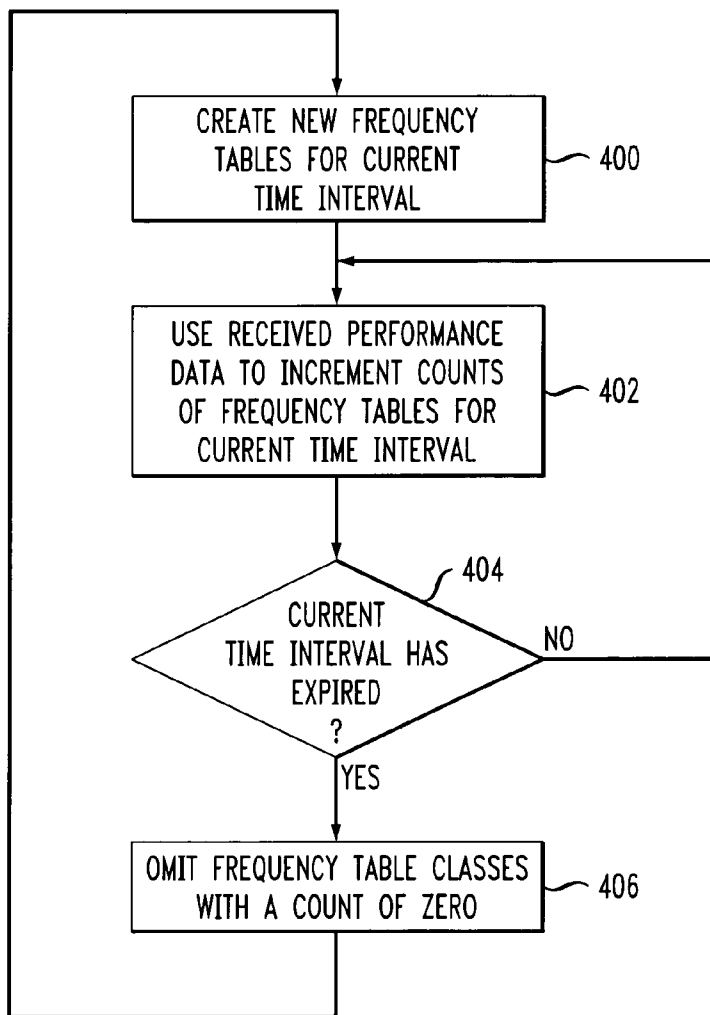 CREATE NEW FREQUENCY
TABLES FOR CURRENT
TIME INTERVAL
400
USE RECEIVED PERFORMANCE
DATA TO INCREMENT COUNTS
OF FREQUENCY TABLES FOR
CURRENT TIME INTERVAL
402
404
CURRENT
TIME INTERVAL HAS
EXPIRED
?
NO
YES
OMIT FREQUENCY TABLE CLASSES
WITH A COUNT OF ZERO
406